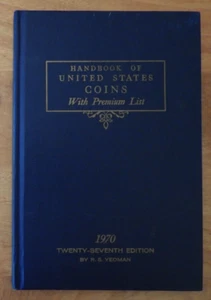 HANDBOOK OF
UNITED STATES
COINS
With Premium List
1970
TWENTY-SEVENTH EDITION
BY R. S. YEOMAN